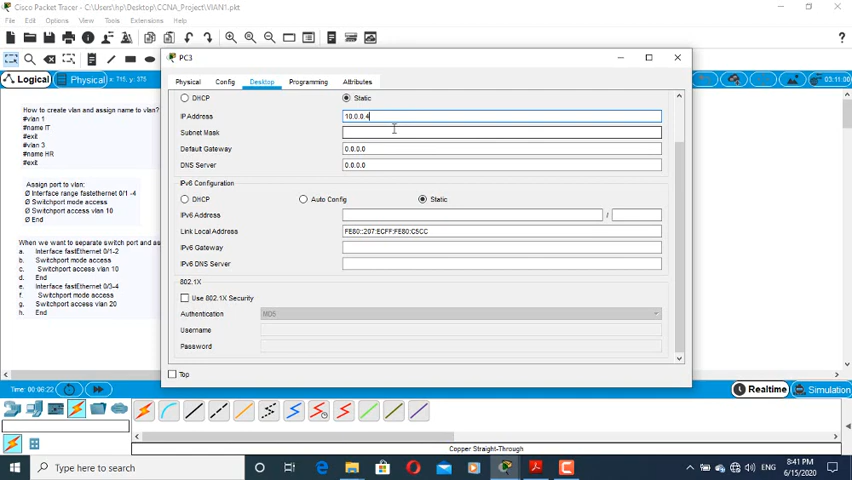 Cisco Packet Tracer - C:\Users\hp\Desktop\CCNA_Project\VlAN1.pkt
File Edit Options View Tools Extensions Help
Logical
Physical x: 715, y: 375
03:11:00
How to create vlan and assign name to vlan?
#vlan 1
#name IT
#exit
#vlan 3
#name HR
#exit
Assign port to vlan:
Ø Interface range fastethernet 0/1 -4
Ø Switchport mode access
Ø Switchport access vlan 10
Ø End
When we want to separate switch port and as
a. Interface fastEthernet 0/1-2
b. Switchport mode access
c. Switchport access vlan 10
d. End
e. Interface fastEthernet 0/3-4
f. Switchport mode access
g. Switchport access vlan 20
h. End
PC3
Physical Config Desktop Programming Attributes
DHCP Static
IP Address 10.0.0.4
Subnet Mask
Default Gateway 0.0.0.0
DNS Server 0.0.0.0
IPv6 Configuration
DHCP Auto Config Static
IPv6 Address /
Link Local Address FE80::207:ECFF:FE80:C5CC
IPv6 Gateway
IPv6 DNS Server
802.1X
Use 802.1X Security
Authentication MD5
Username
Password
Top
Time: 00:06:22
Realtime Simulation
Copper Straight-Through
Type here to search
ENG
8:41 PM
6/15/2020